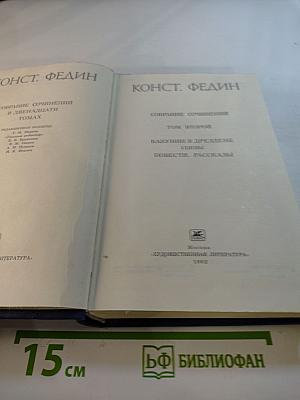 КОНСТ. ФЕДИН
СОБРАНИЕ СОЧИНЕНИЙ
В ДВЕНАДЦАТИ
ТОМАХ
КОНСТ. ФЕДИН
СОБРАНИЕ СОЧИНЕНИЙ
ТОМ ВТОРОЙ
БАКУНИН В ДРЕЗДЕНЕ
ПОВЕСТИ. РАССКАЗЫ
Москва
«ХУДОЖЕСТВЕННАЯ ЛИТЕРАТУРА»
1982
ЛИТЕРАТУРА»
15 см
БФ БИБЛИОФАН